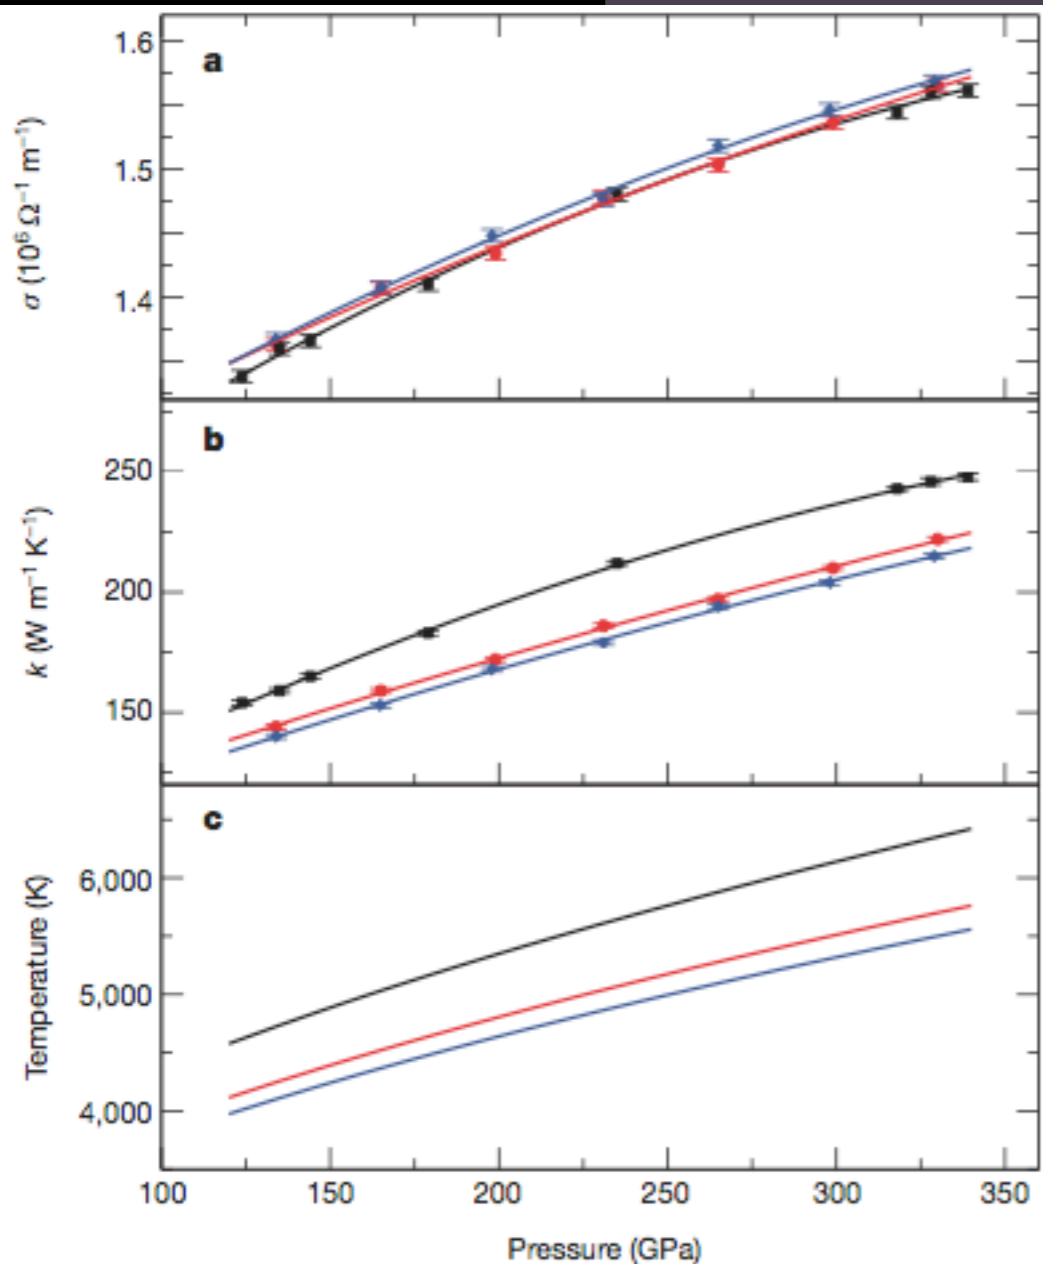 a
1.6
1.5
1.4
σ (10⁶ Ω⁻¹ m⁻¹)
b
250
200
150
k (W m⁻¹ K⁻¹)
c
6,000
5,000
4,000
Temperature (K)
100 150 200 250 300 350
Pressure (GPa)